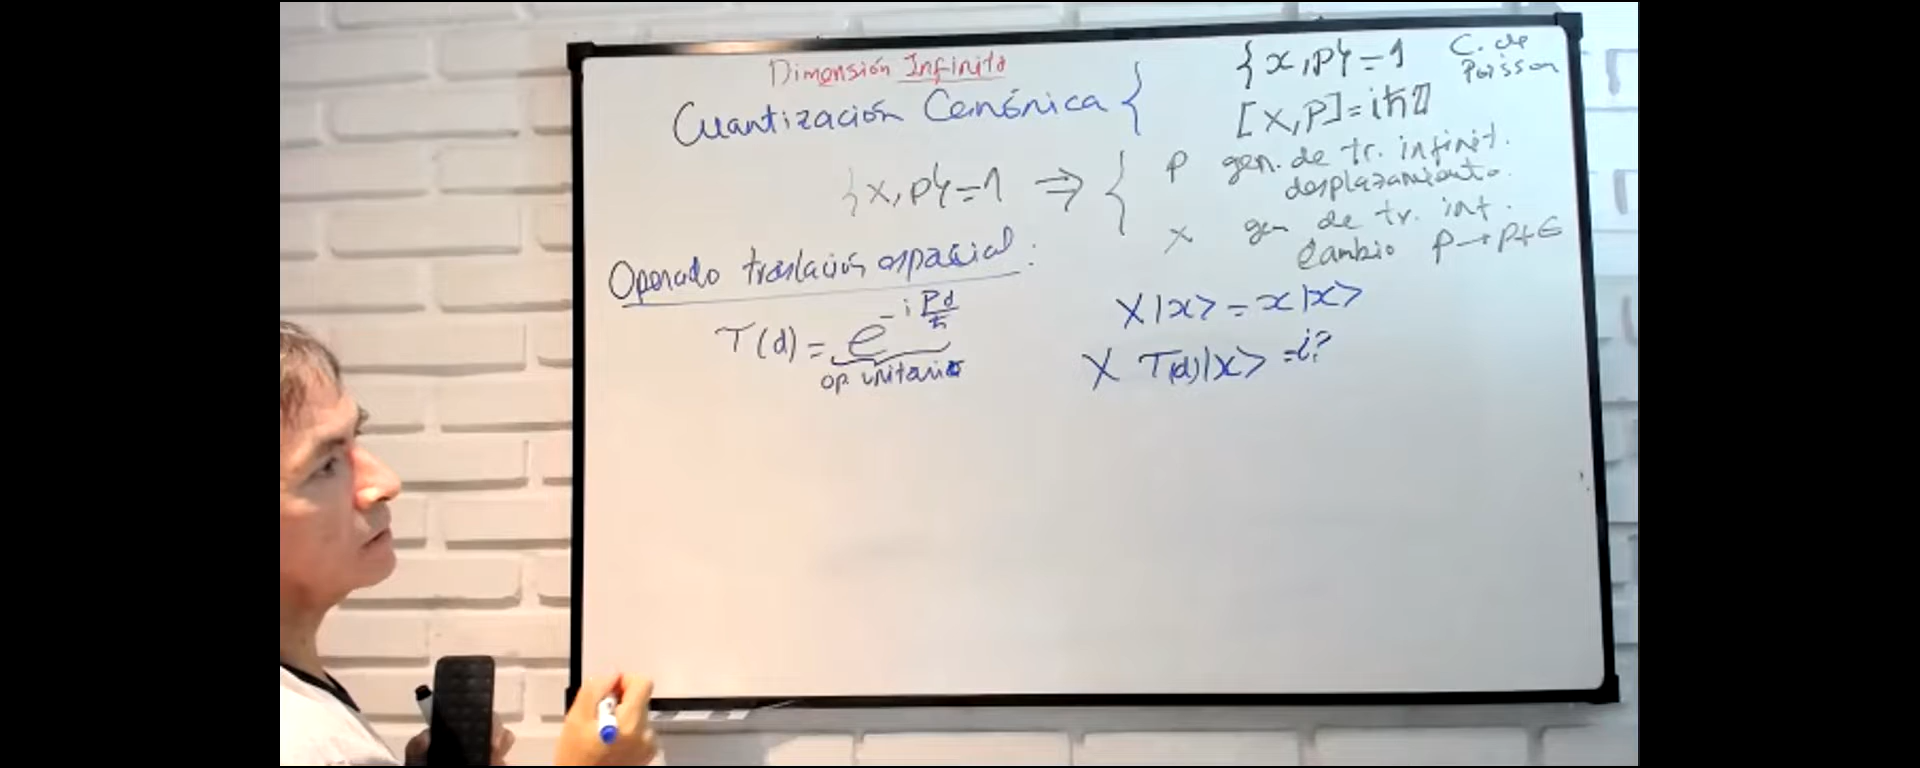 Dimensión Infinita
Cuantización Canónica { {x,p}=1 C. de Poisson
[X,P]=iħ𝟙
{x,p}=1 ⇒ { p gen. de tr. infinit. desplazamiento.
x gen de tr. inf. cambio p→p+ϵ
Operado traslación espacial:
T(d)=e^{-i Pd/ħ}
op unitario
X|x>=x|x>
X T(d)|x> =¿?